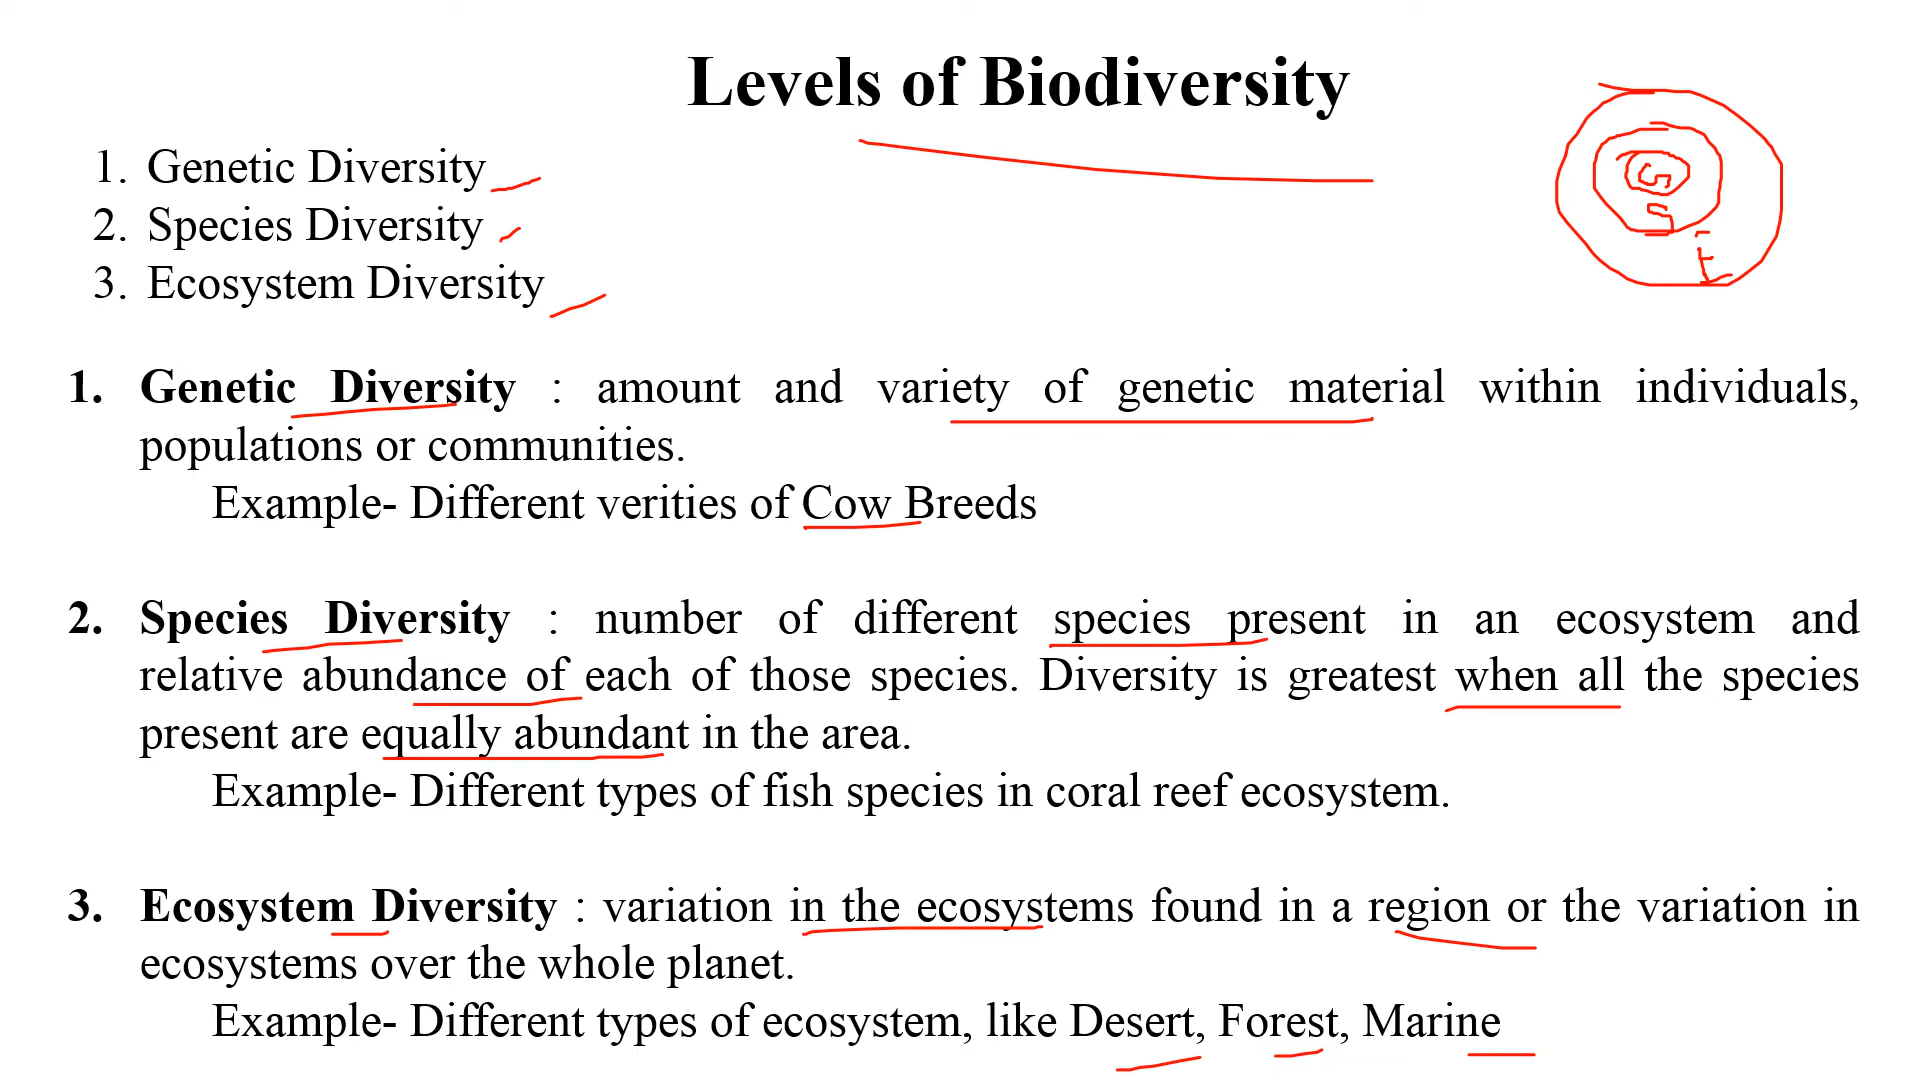 Levels of Biodiversity
1. Genetic Diversity
2. Species Diversity
3. Ecosystem Diversity
G
S
E
1. Genetic Diversity : amount and variety of genetic material within individuals,
populations or communities.
Example- Different verities of Cow Breeds
2. Species Diversity : number of different species present in an ecosystem and
relative abundance of each of those species. Diversity is greatest when all the species
present are equally abundant in the area.
Example- Different types of fish species in coral reef ecosystem.
3. Ecosystem Diversity : variation in the ecosystems found in a region or the variation in
ecosystems over the whole planet.
Example- Different types of ecosystem, like Desert, Forest, Marine